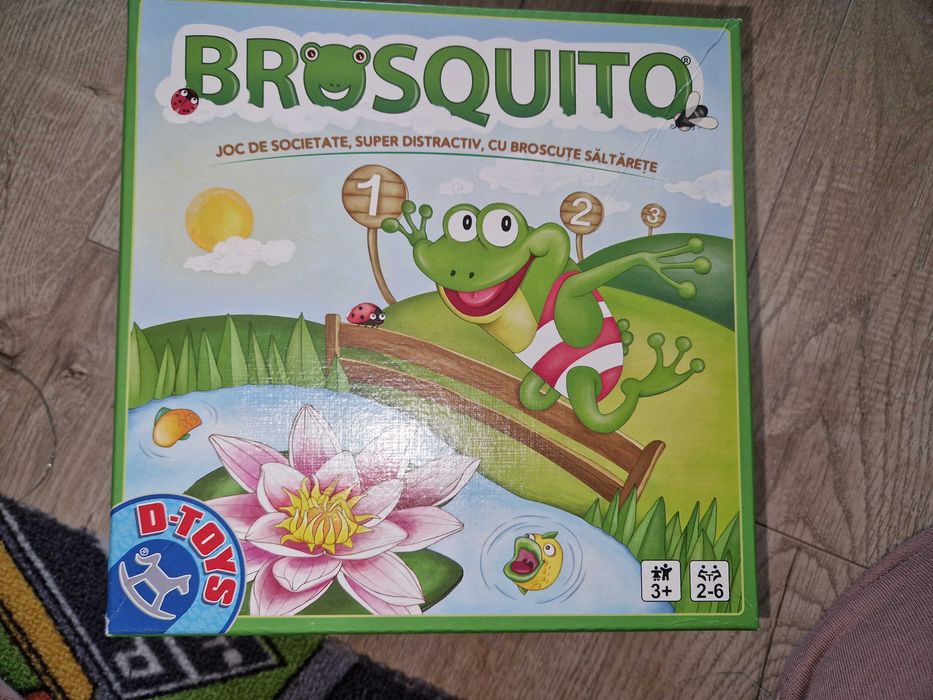 BROSQUITO®
JOC DE SOCIETATE, SUPER DISTRACTIV, CU BROSCUȚE SĂLTĂREȚE
1
2
3
D-TOYS
®
3+
2-6